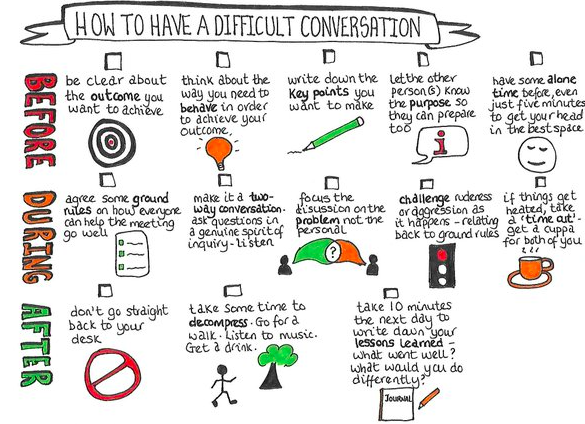 HOW TO HAVE A DIFFICULT CONVERSATION
BEFORE
be clear about
the outcome you
want to achieve
think about the
way you need to
behave in order
to achieve your
outcome.
write down the
key points you
want to make
let the other
person(s) know
the purpose so
they can prepare
too
i
have some alone
time before, even
just five minutes
to get your head
in the best space
DURING
agree some ground
rules on how everyone
can help the meeting
go well
make it a two-
way conversation.
ask questions in
a genuine spirit of
inquiry - listen
focus the
disussion on the
problem not the
personal
?
challenge rudeness
or aggression as
it happens - relating
back to ground rules
if things get
heated, take
a 'time out' -
get a cuppa
for both of you
AFTER
don't go straight
back to your
desk
take some time to
decompress. Go for a
walk. Listen to music.
Get a drink.
take 10 minutes
the next day to
write down your
lessons learned -
what went well?
what would you do
differently?
JOURNAL